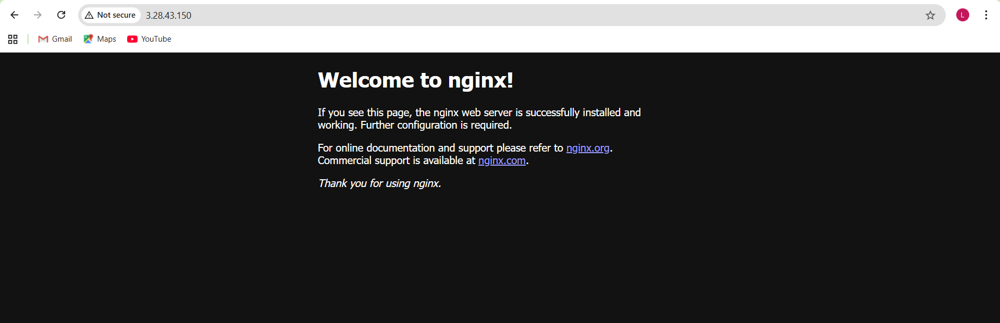 Not secure 3.28.43.150 L
Gmail Maps YouTube
Welcome to nginx!
If you see this page, the nginx web server is successfully installed and
working. Further configuration is required.
For online documentation and support please refer to nginx.org.
Commercial support is available at nginx.com.
Thank you for using nginx.